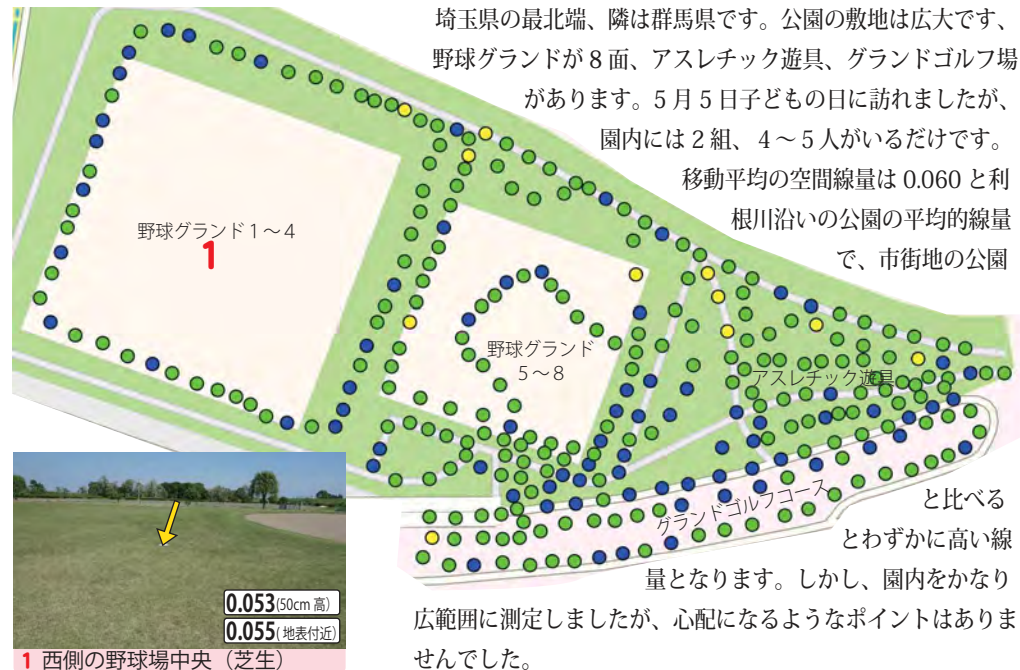 埼玉県の最北端、隣は群馬県です。公園の敷地は広大です、
野球グランドが8面、アスレチック遊具、グランドゴルフ場
があります。5月5日子どもの日に訪れましたが、
園内には2組、4～5人がいるだけです。
移動平均の空間線量は 0.060 と利
根川沿いの公園の平均的線量
で、市街地の公園
と比べる
とわずかに高い線
量となります。しかし、園内をかなり
広範囲に測定しましたが、心配になるようなポイントはありま
せんでした。
野球グランド1～4
1
野球グランド
5～8
アスレチック遊具
グランドゴルフコース
0.053(50cm 高)
0.055(地表付近)
1 西側の野球場中央（芝生）